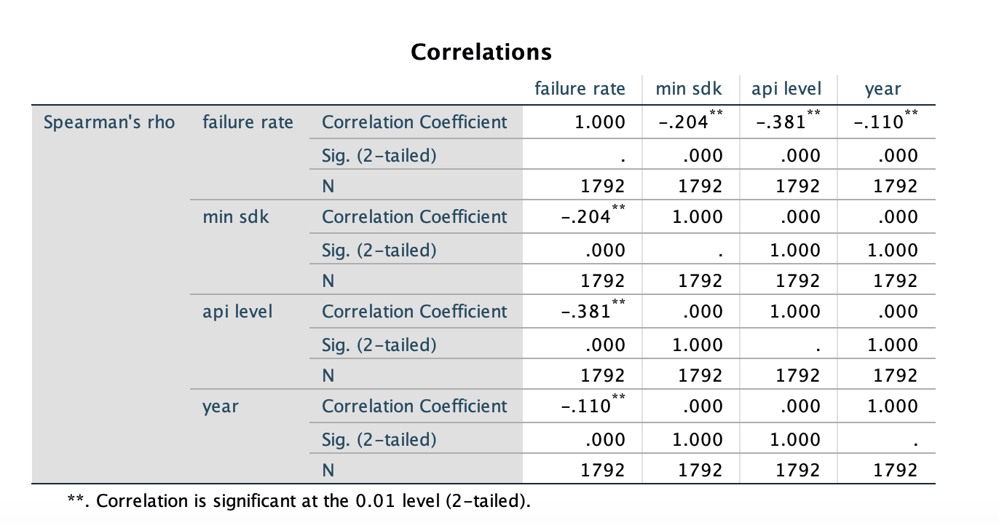 Correlations
failure rate min sdk api level year
Spearman's rho failure rate Correlation Coefficient 1.000 -.204** -.381** -.110**
Sig. (2-tailed) . .000 .000 .000
N 1792 1792 1792 1792
min sdk Correlation Coefficient -.204** 1.000 .000 .000
Sig. (2-tailed) .000 . 1.000 1.000
N 1792 1792 1792 1792
api level Correlation Coefficient -.381** .000 1.000 .000
Sig. (2-tailed) .000 1.000 . 1.000
N 1792 1792 1792 1792
year Correlation Coefficient -.110** .000 .000 1.000
Sig. (2-tailed) .000 1.000 1.000 .
N 1792 1792 1792 1792
**. Correlation is significant at the 0.01 level (2-tailed).